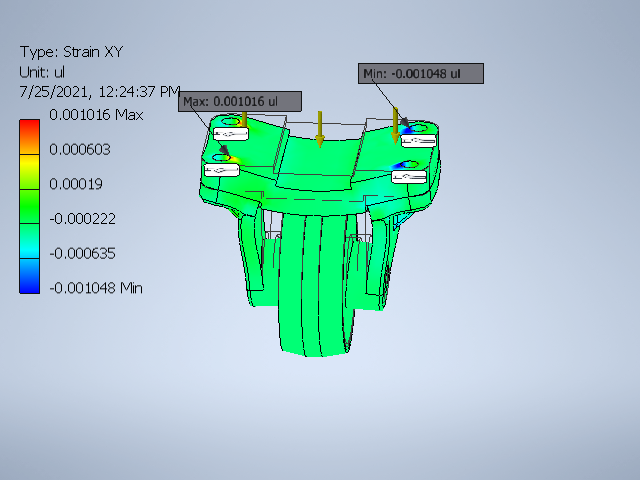 Type: Strain XY
Unit: ul
7/25/2021, 12:24:37 PM
Max: 0.001016 ul
Min: -0.001048 ul
0.001016 Max
0.000603
0.00019
-0.000222
-0.000635
-0.001048 Min